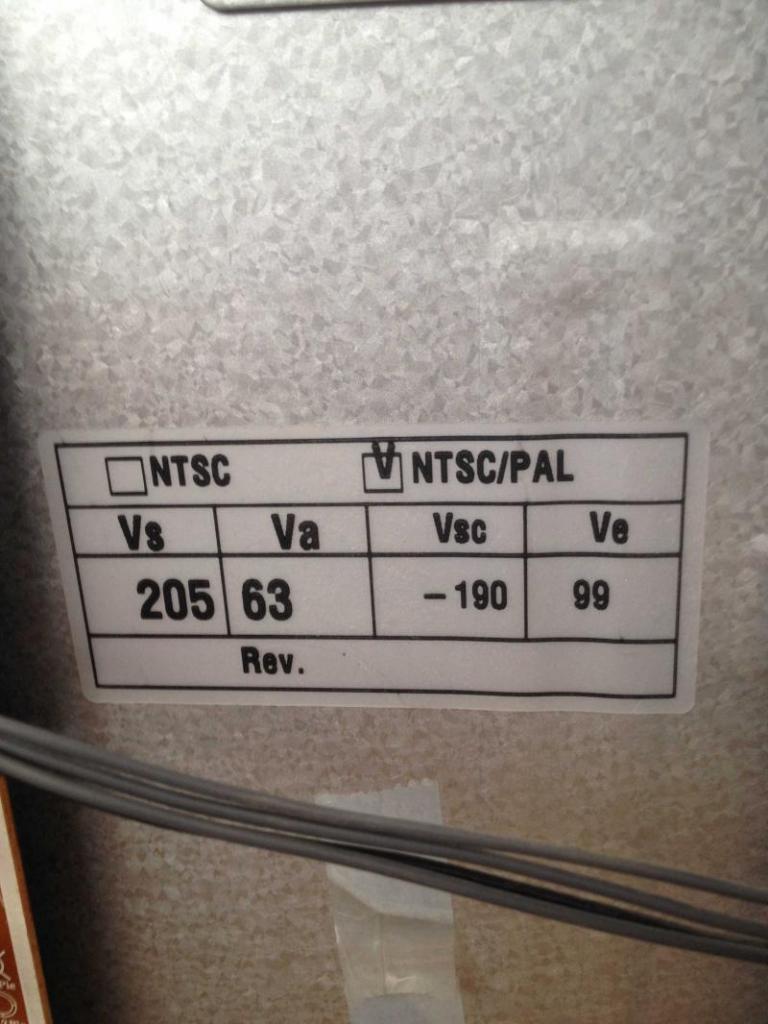 NTSC V NTSC/PAL
Vs Va Vsc Ve
205 63 -190 99
Rev.